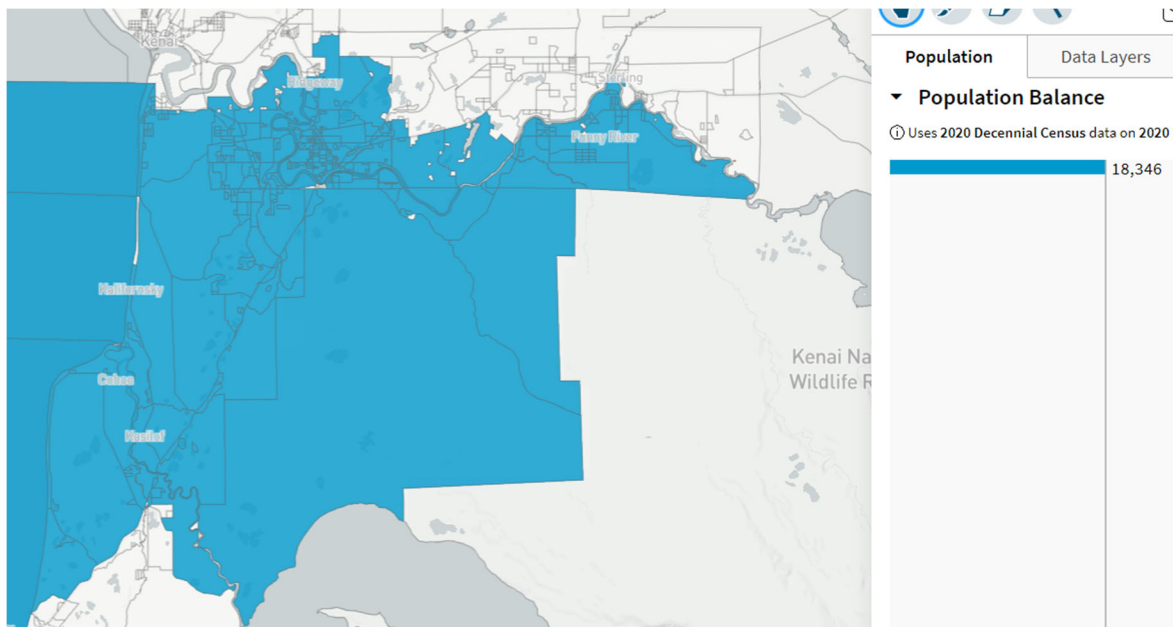 Kenai
Ridgeway
Sterling
Funny River
Kalifornsky
Cohoe
Kasilof
Kenai Na
Wildlife R
Population
Data Layers
Population Balance
Uses 2020 Decennial Census data on 2020
18,346